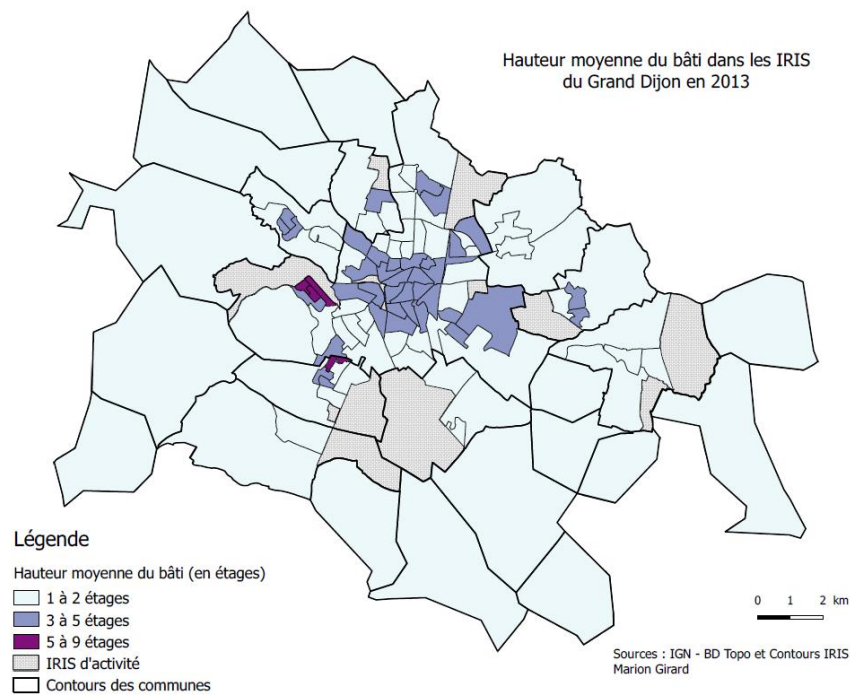 Hauteur moyenne du bâti dans les IRIS
du Grand Dijon en 2013
Légende
Hauteur moyenne du bâti (en étages)
1 à 2 étages
3 à 5 étages
5 à 9 étages
IRIS d'activité
Contours des communes
0 1 2 km
Sources : IGN - BD Topo et Contours IRIS
Marion Girard